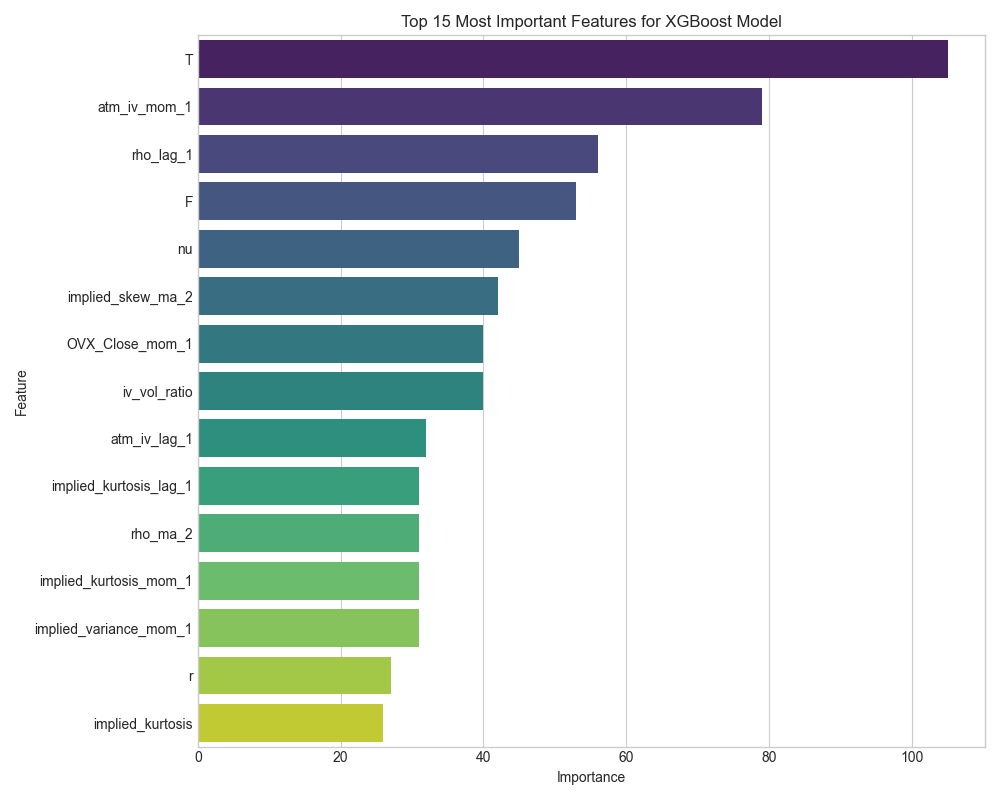 Top 15 Most Important Features for XGBoost Model
T
atm_iv_mom_1
rho_lag_1
F
nu
implied_skew_ma_2
OVX_Close_mom_1
iv_vol_ratio
atm_iv_lag_1
implied_kurtosis_lag_1
rho_ma_2
implied_kurtosis_mom_1
implied_variance_mom_1
r
implied_kurtosis
Feature
0 20 40 60 80 100
Importance